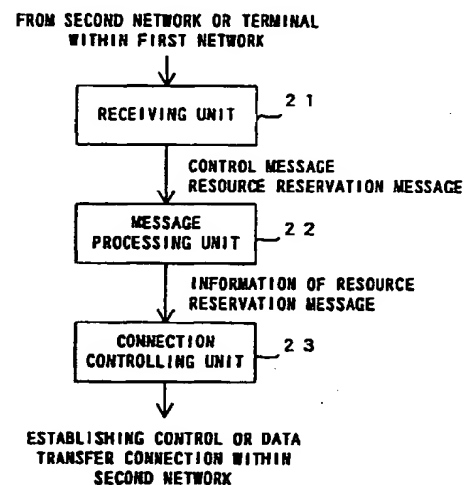 FROM SECOND NETWORK OR TERMINAL
WITHIN FIRST NETWORK
RECEIVING UNIT
21
CONTROL MESSAGE
RESOURCE RESERVATION MESSAGE
MESSAGE
PROCESSING UNIT
22
INFORMATION OF RESOURCE
RESERVATION MESSAGE
CONNECTION
CONTROLLING UNIT
23
ESTABLISHING CONTROL OR DATA
TRANSFER CONNECTION WITHIN
SECOND NETWORK